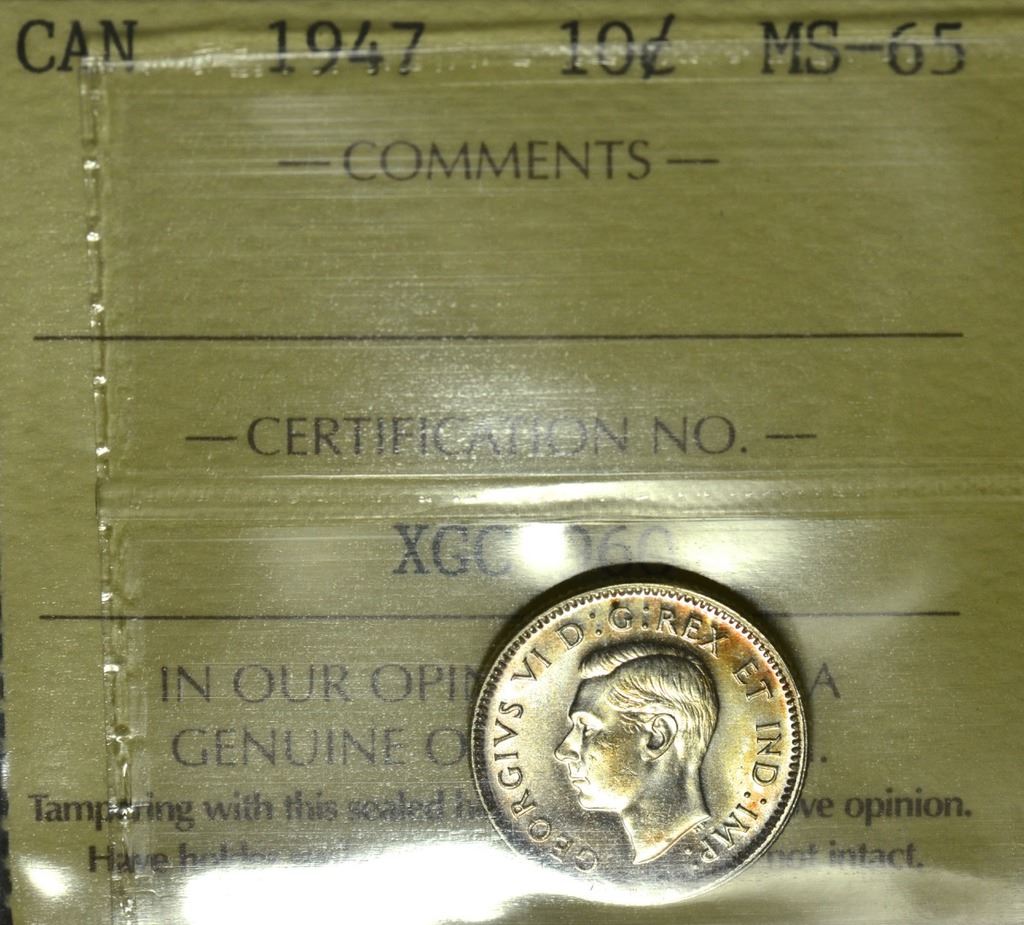 CAN 1947 10¢ MS-65
— COMMENTS —
— CERTIFICATION NO. —
XGC 060
IN OUR A
GENUINE .
Tampering with this sealed ve opinion.
Have not intact.
GEORGIVS VI D:G:REX ET IND:IMP: